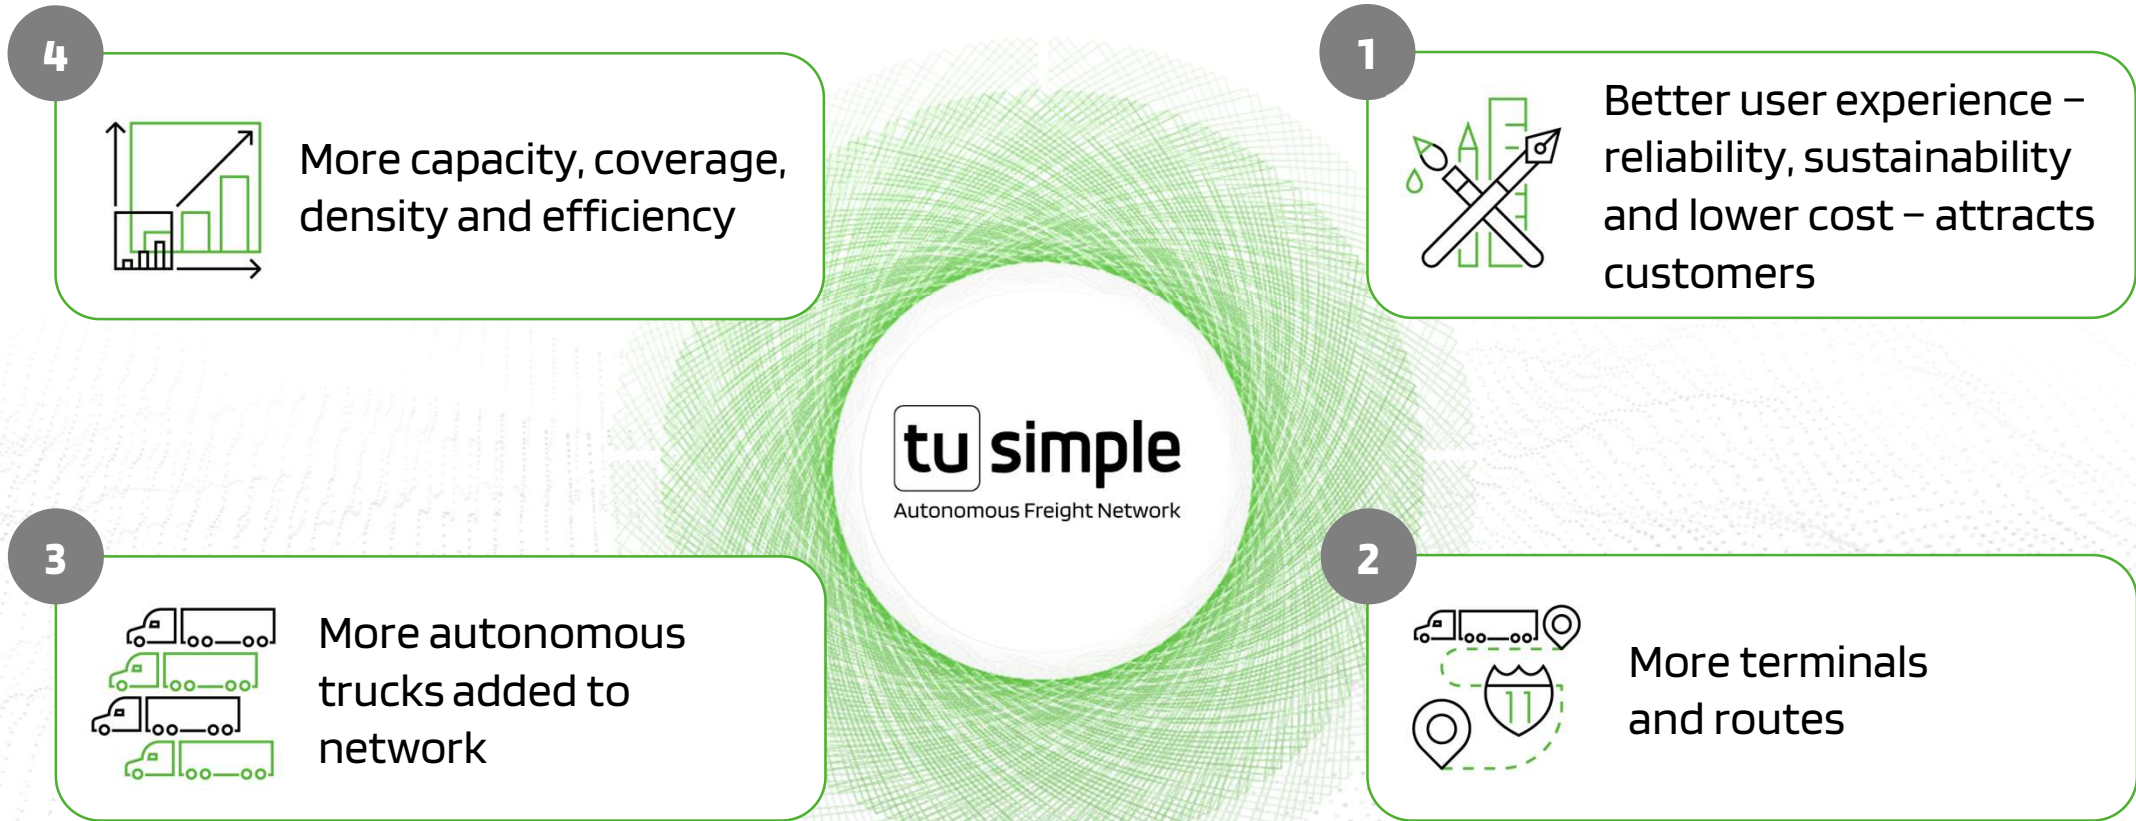 4
More capacity, coverage,
density and efficiency
1
Better user experience –
reliability, sustainability
and lower cost – attracts
customers
tu simple
Autonomous Freight Network
3
More autonomous
trucks added to
network
2
11
More terminals
and routes